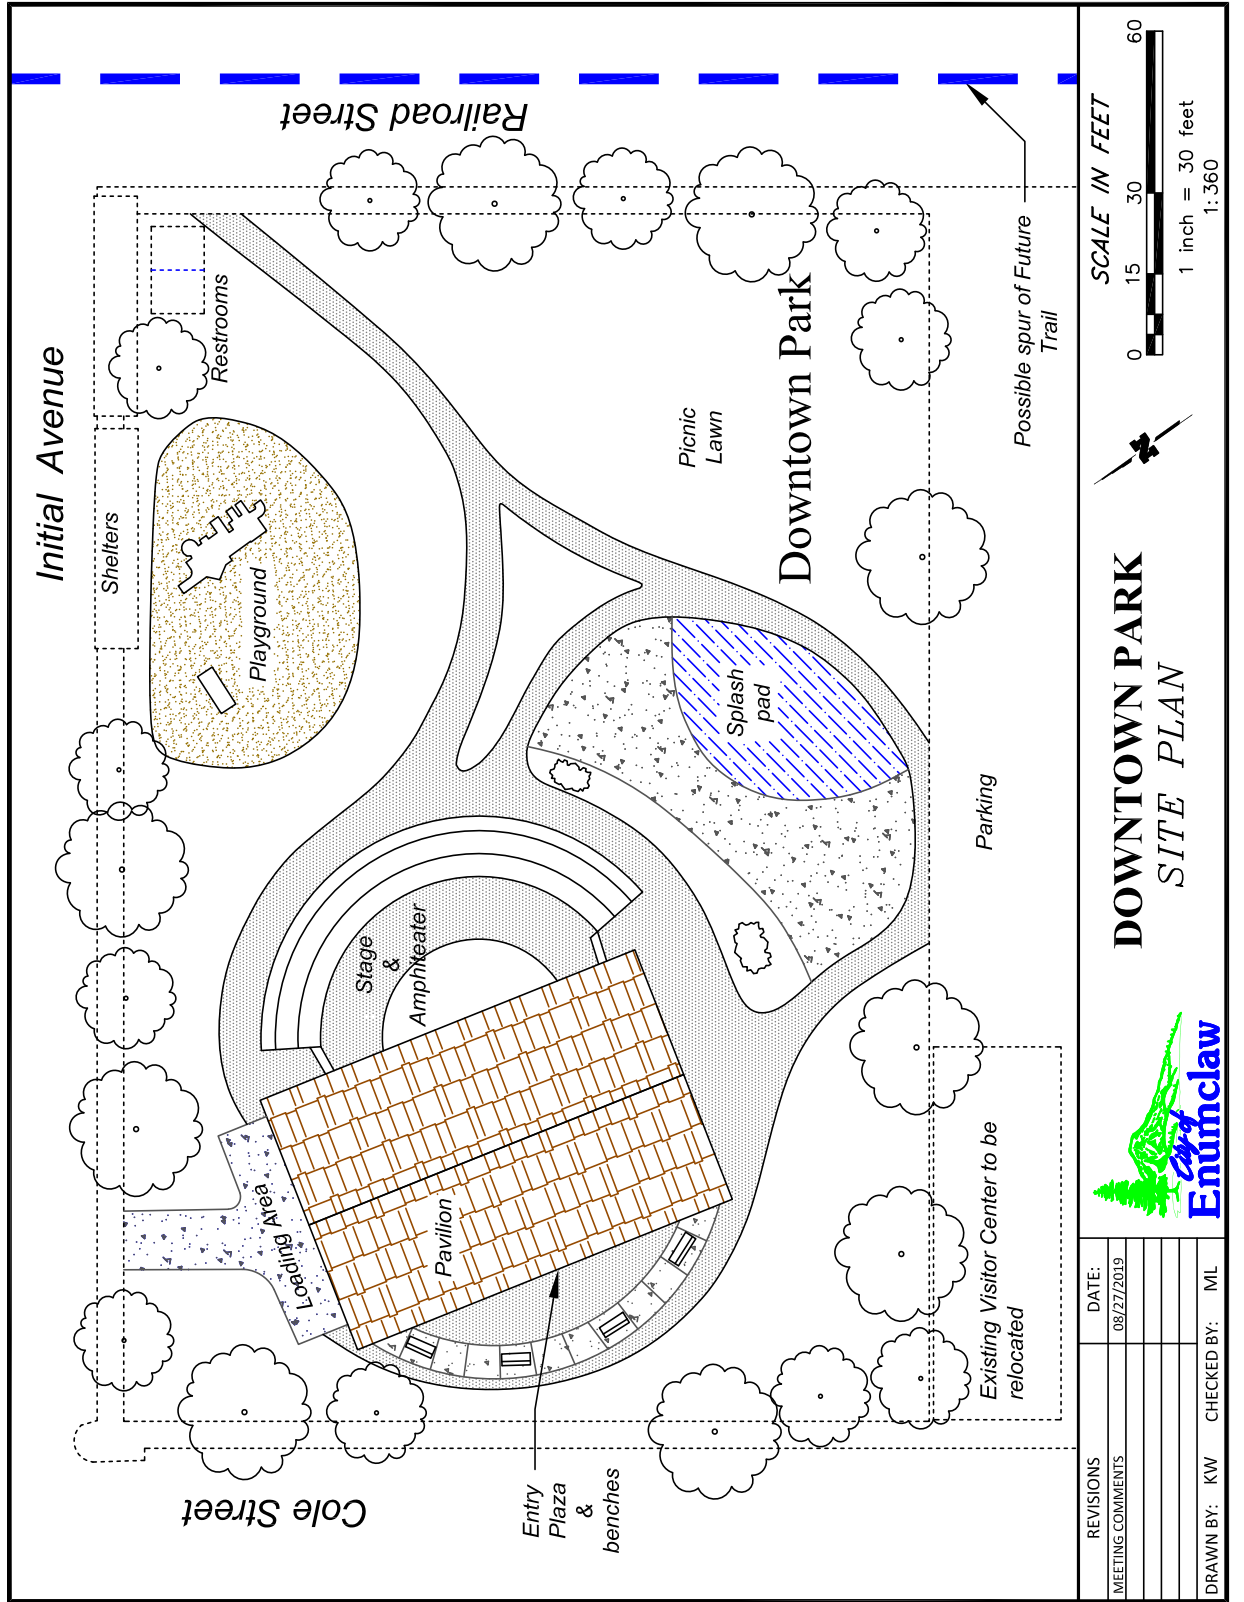 Railroad Street
Initial Avenue
Restrooms
Shelters
Playground
Picnic
Lawn
Downtown Park
Possible spur of Future
Trail
Splash
pad
Parking
Stage
&
Amphiteater
Loading Area
Pavilion
Existing Visitor Center to be
relocated
Entry
Plaza
&
benches
Cole Street
SCALE IN FEET
0 15 30 60
1 inch = 30 feet
1:360
N
DOWNTOWN PARK
SITE PLAN
City of
Enumclaw
REVISIONS DATE:
MEETING COMMENTS 08/27/2019
DRAWN BY: KW CHECKED BY: ML